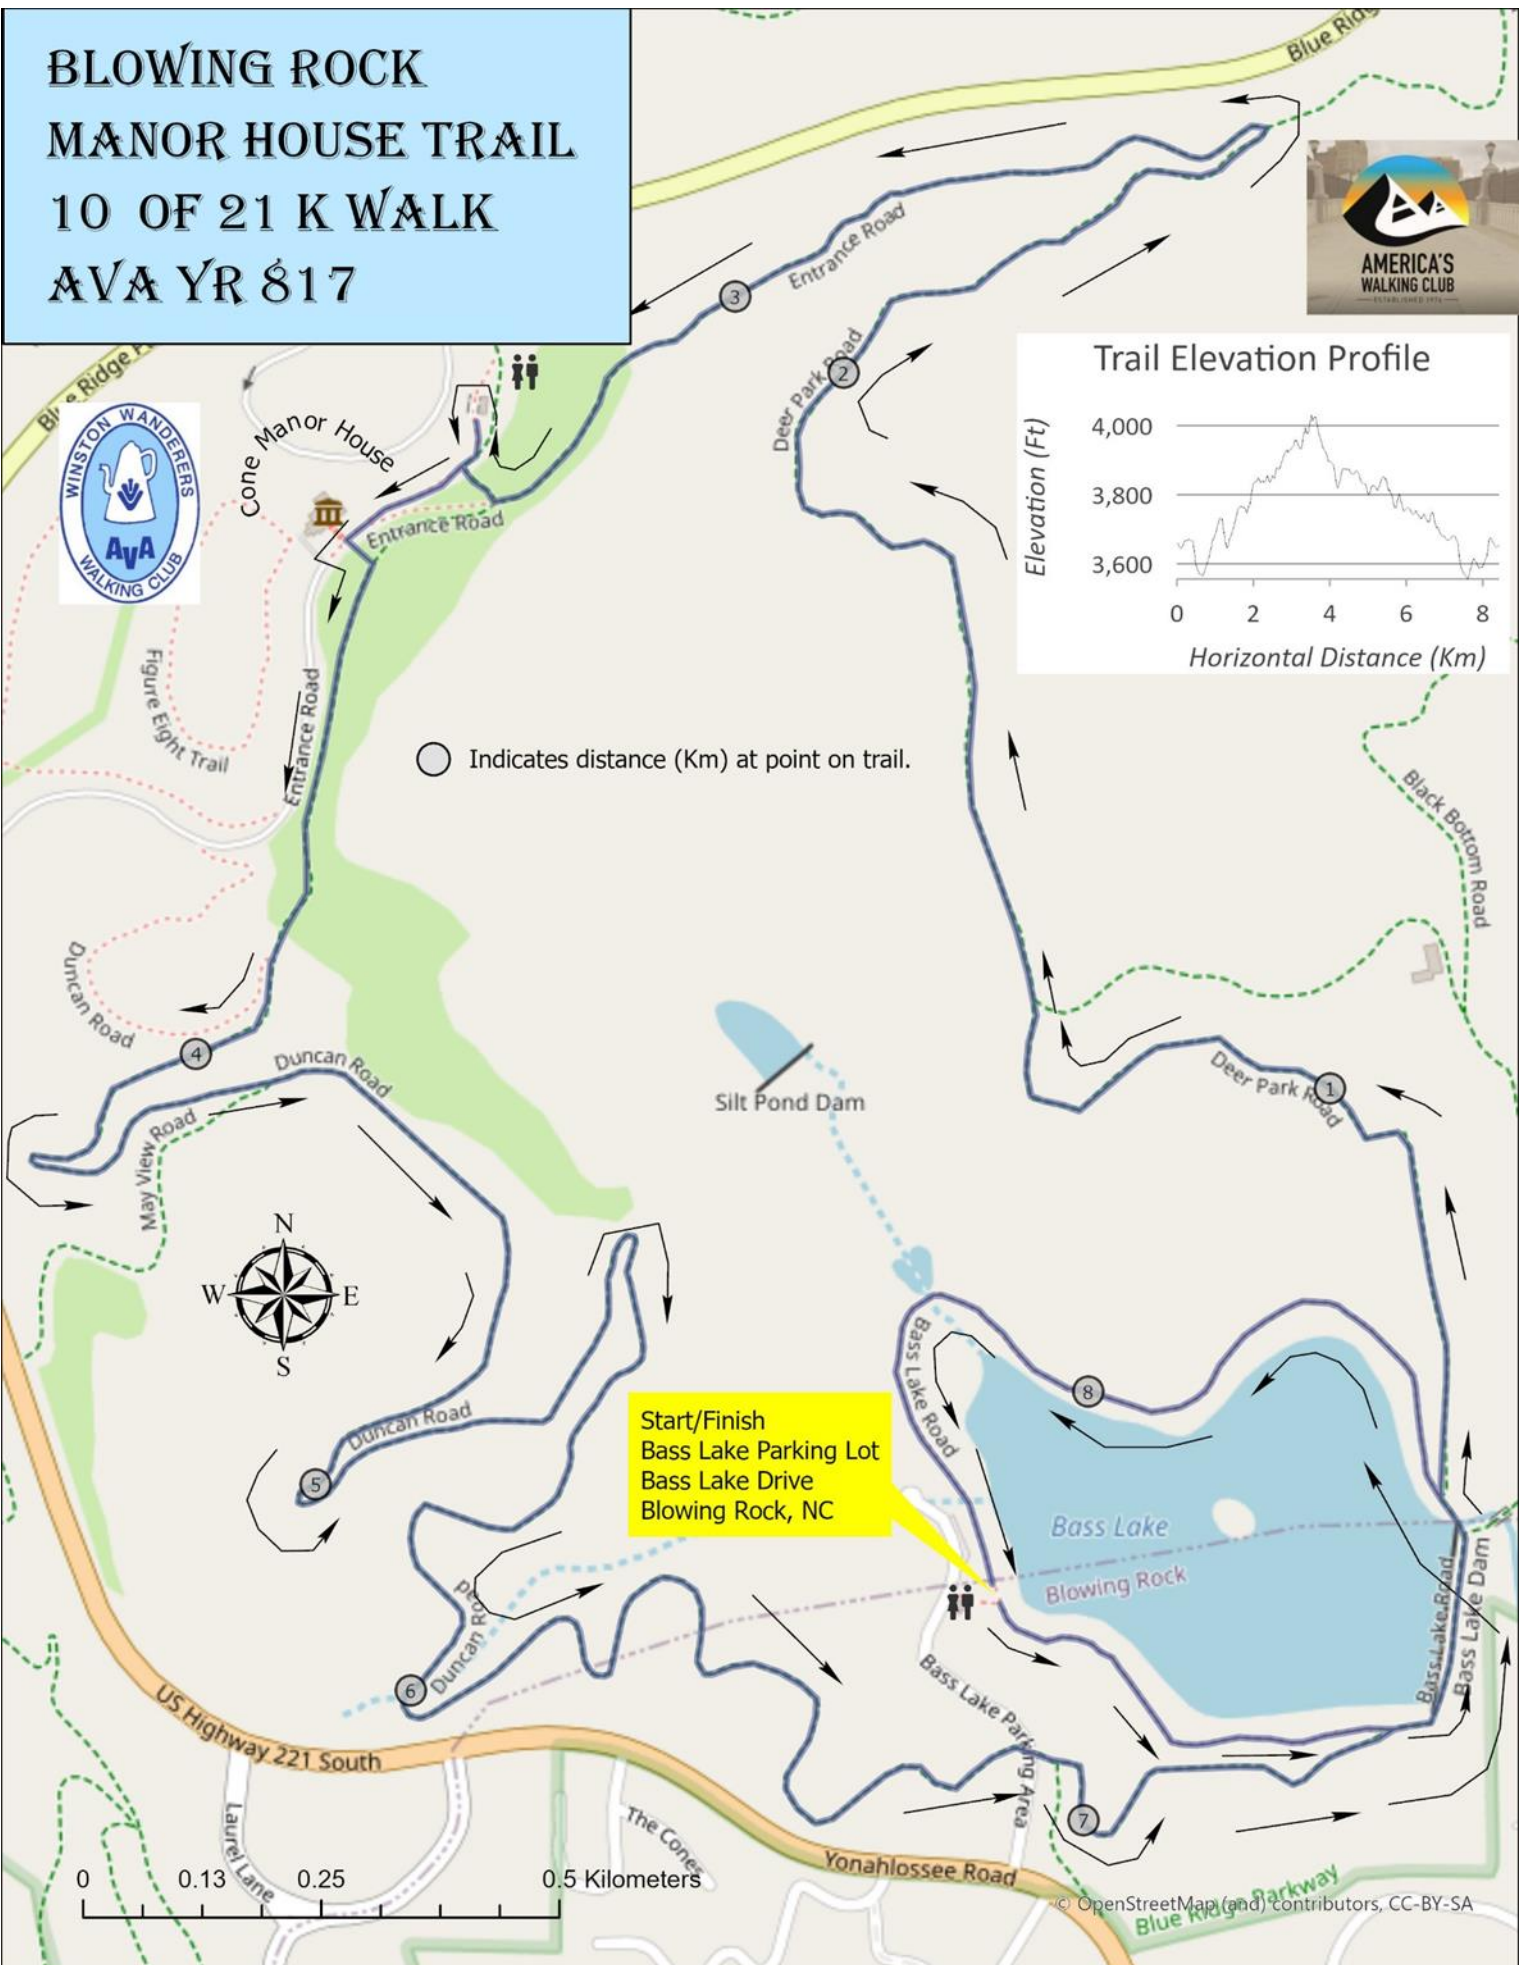 BLOWING ROCK
MANOR HOUSE TRAIL
10 OF 21 K WALK
AVA YR 817
Blue Rid
AMERICA'S
WALKING CLUB
ESTABLISHED 1976
Entrance Road
3
Deer Park Road
2
Trail Elevation Profile
Elevation (Ft)
4,000
3,800
3,600
0 2 4 6 8
Horizontal Distance (Km)
Blue Ridge P
WINSTON WANDERERS
AVA
WALKING CLUB
Cone Manor House
Entrance Road
Figure Eight Trail
Entrance Road
Indicates distance (Km) at point on trail.
Black Bottom Road
Duncan Road
4
Duncan Road
May View Road
Silt Pond Dam
Deer Park Road
1
N
W E
S
Bass Lake Road
8
Duncan Road
5
Start/Finish
Bass Lake Parking Lot
Bass Lake Drive
Blowing Rock, NC
Bass Lake
Blowing Rock
Bass Lake Road
Bass Lake Dam
Duncan Road
6
Bass Lake Parking Area
US Highway 221 South
7
Laurel Lane
The Cones
Yonahlossee Road
0 0.13 0.25 0.5 Kilometers
© OpenStreetMap (and) contributors, CC-BY-SA
Blue Ridge Parkway